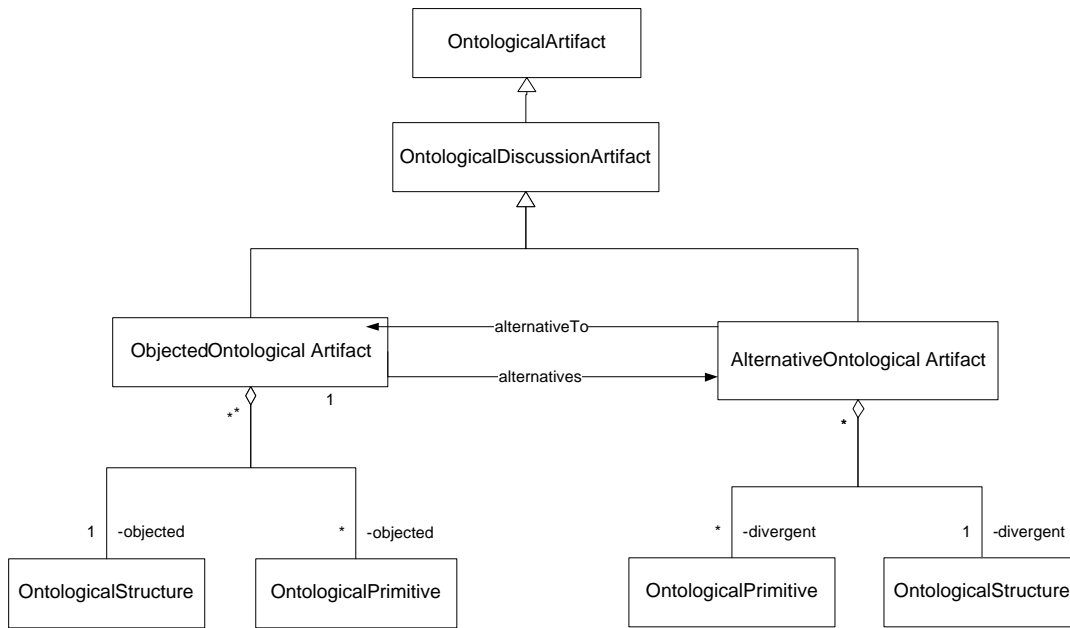 OntologicalArtifact
OntologicalDiscussionArtifact
alternativeTo
ObjectedOntological Artifact
AlternativeOntological Artifact
alternatives
** 1
*
1 -objected
* -objected
* -divergent
1 -divergent
OntologicalStructure
OntologicalPrimitive
OntologicalPrimitive
OntologicalStructure